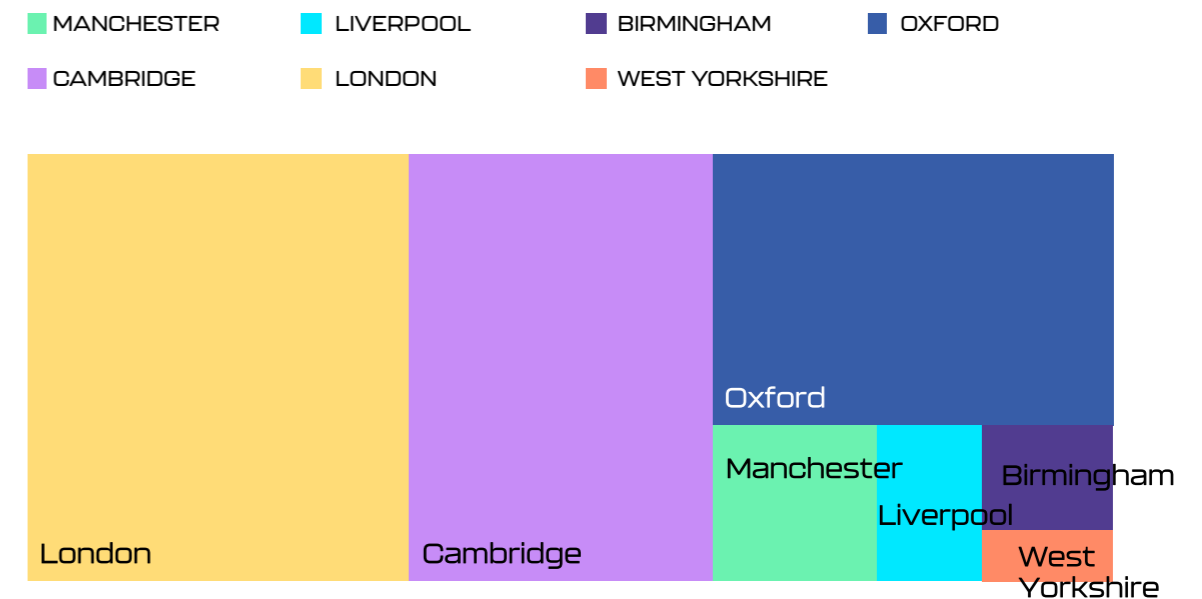 MANCHESTER LIVERPOOL BIRMINGHAM OXFORD
CAMBRIDGE LONDON WEST YORKSHIRE
Oxford
Manchester
Birmingham
Liverpool
London
Cambridge
West
Yorkshire